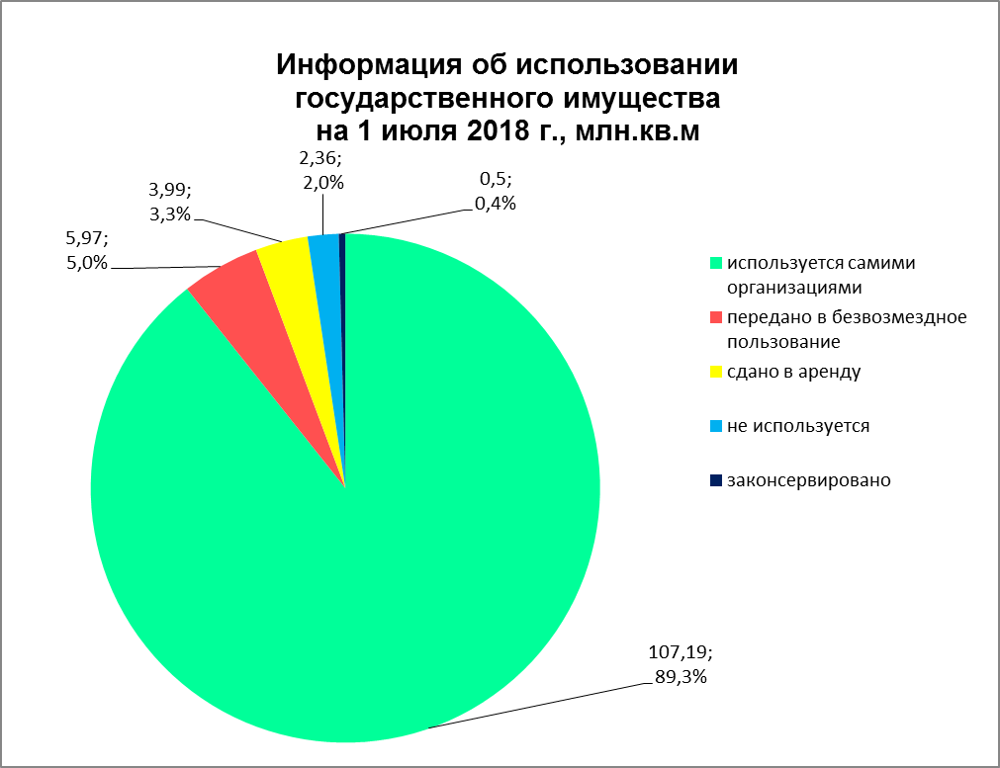 Информация об использовании
государственного имущества
на 1 июля 2018 г., млн.кв.м
2,36;
2,0%
0,5;
0,4%
3,99;
3,3%
5,97;
5,0%
используется самими
организациями
передано в безвозмездное
пользование
сдано в аренду
не используется
законсервировано
107,19;
89,3%